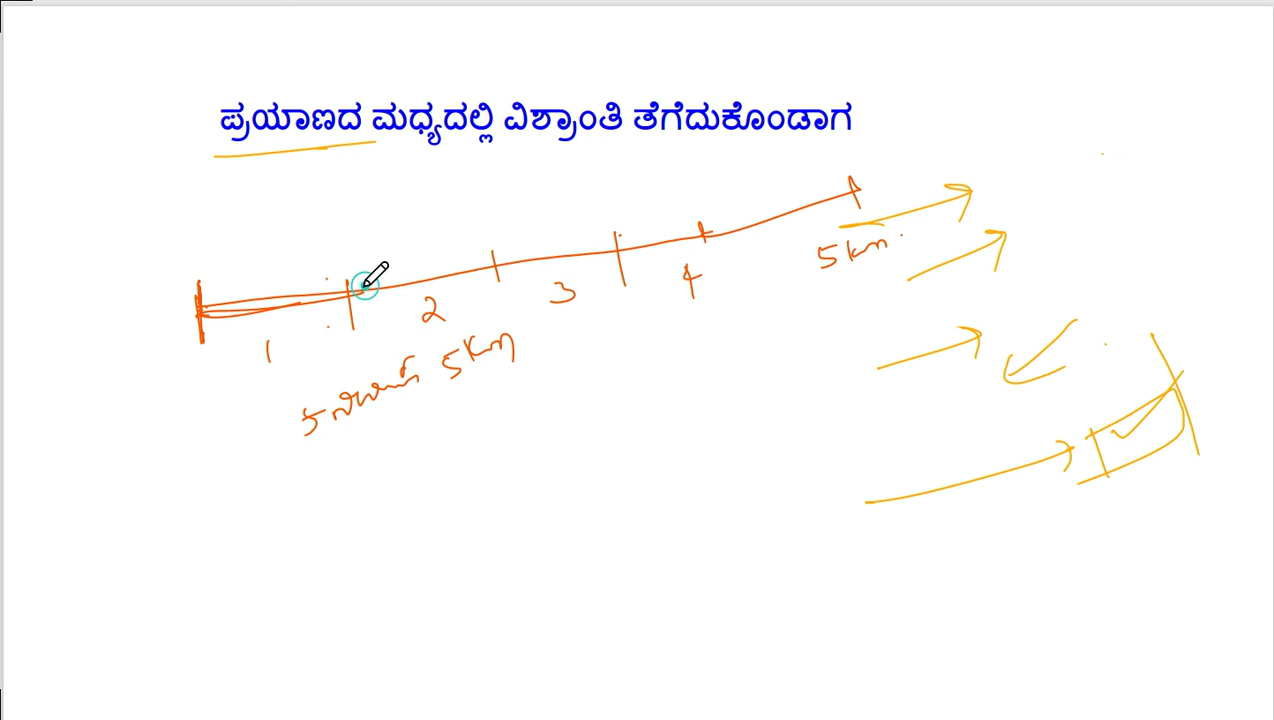 ಪ್ರಯಾಣದ ಮಧ್ಯದಲ್ಲಿ ವಿಶ್ರಾಂತಿ ತೆಗೆದುಕೊಂಡಾಗ
1 2 3 4 5km
5km